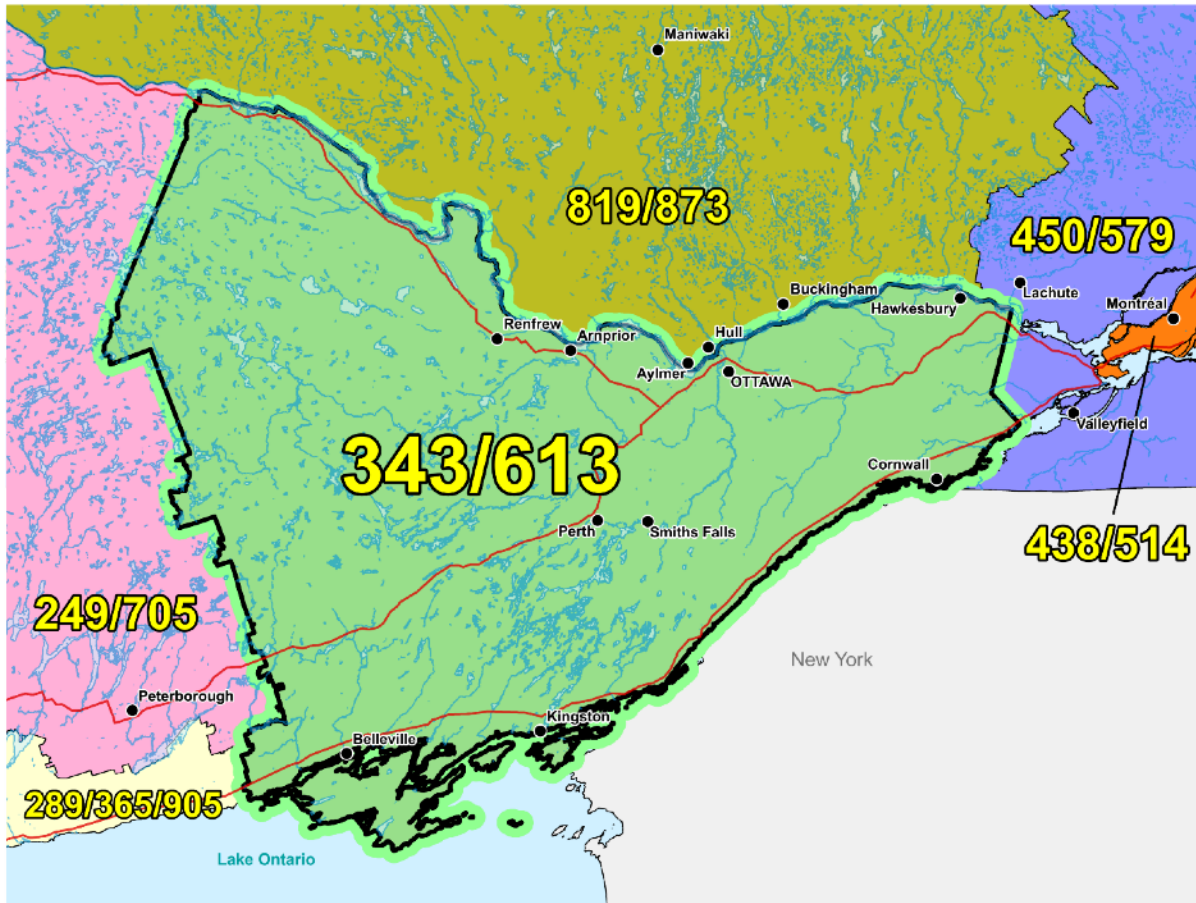 Maniwaki
819/873
450/579
Buckingham
Lachute
Hawkesbury
Montréal
Renfrew
Arnprior
Hull
Aylmer
OTTAWA
Valleyfield
343/613
Cornwall
Perth
Smiths Falls
438/514
249/705
New York
Peterborough
Kingston
Belleville
289/365/905
Lake Ontario